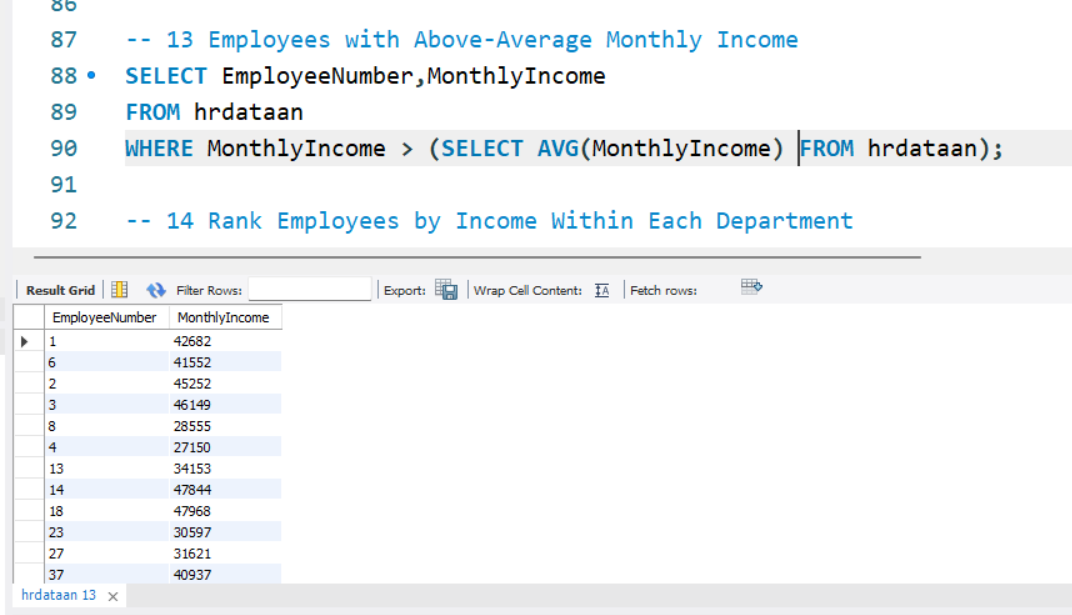 86
87 -- 13 Employees with Above-Average Monthly Income
88 SELECT EmployeeNumber,MonthlyIncome
89 FROM hrdataan
90 WHERE MonthlyIncome > (SELECT AVG(MonthlyIncome) FROM hrdataan);
91
92 -- 14 Rank Employees by Income Within Each Department
Result Grid Filter Rows: Export: Wrap Cell Content: IA Fetch rows:
EmployeeNumber MonthlyIncome
1 42682
6 41552
2 45252
3 46149
8 28555
4 27150
13 34153
14 47844
18 47968
23 30597
27 31621
37 40937
hrdataan 13 ×